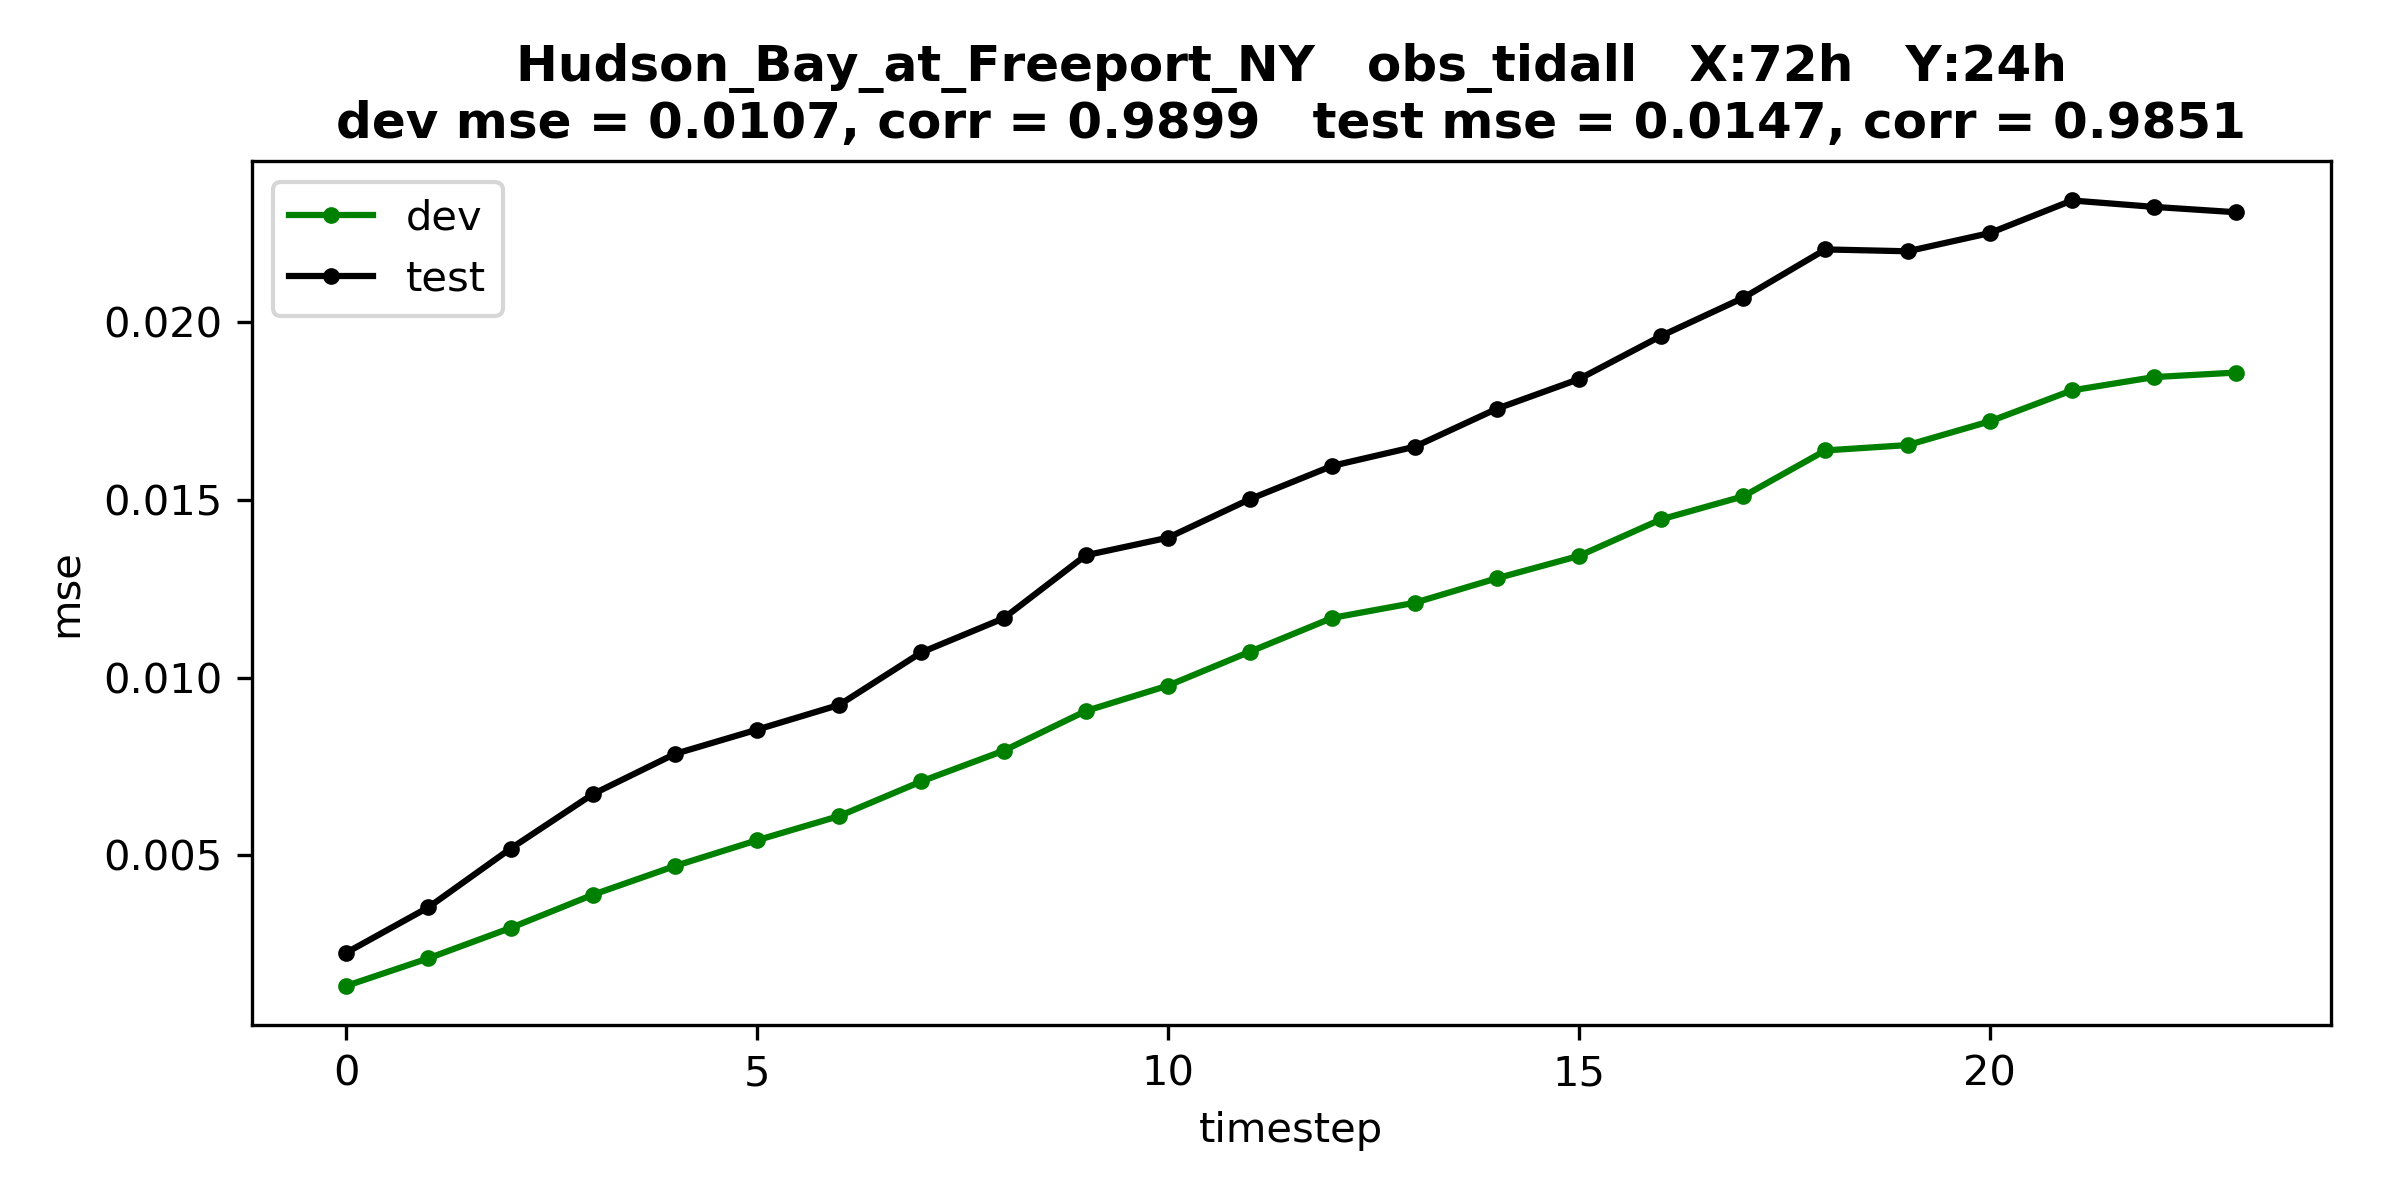 Hudson_Bay_at_Freeport_NY   obs_tidall   X:72h   Y:24h
dev mse = 0.0107, corr = 0.9899   test mse = 0.0147, corr = 0.9851
dev
test
0.020
0.015
0.010
0.005
mse
0 5 10 15 20
timestep